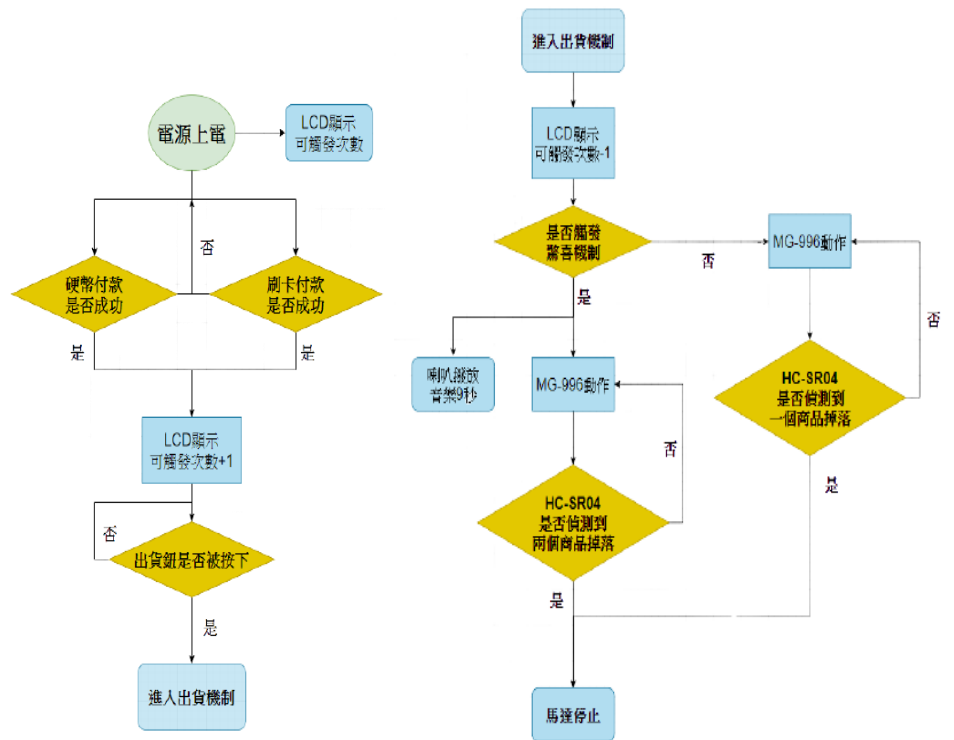 電源上電
LCD顯示
可觸發次數
否
硬幣付款
是否成功
刷卡付款
是否成功
是
是
LCD顯示
可觸發次數+1
否
出貨鈕是否被按下
是
進入出貨機制
進入出貨機制
LCD顯示
可觸發次數-1
是否觸發
驚喜機制
否
是
MG-996動作
否
喇叭播放
音樂9秒
MG-996動作
HC-SR04
是否偵測到
一個商品掉落
否
是
HC-SR04
是否偵測到
兩個商品掉落
是
馬達停止